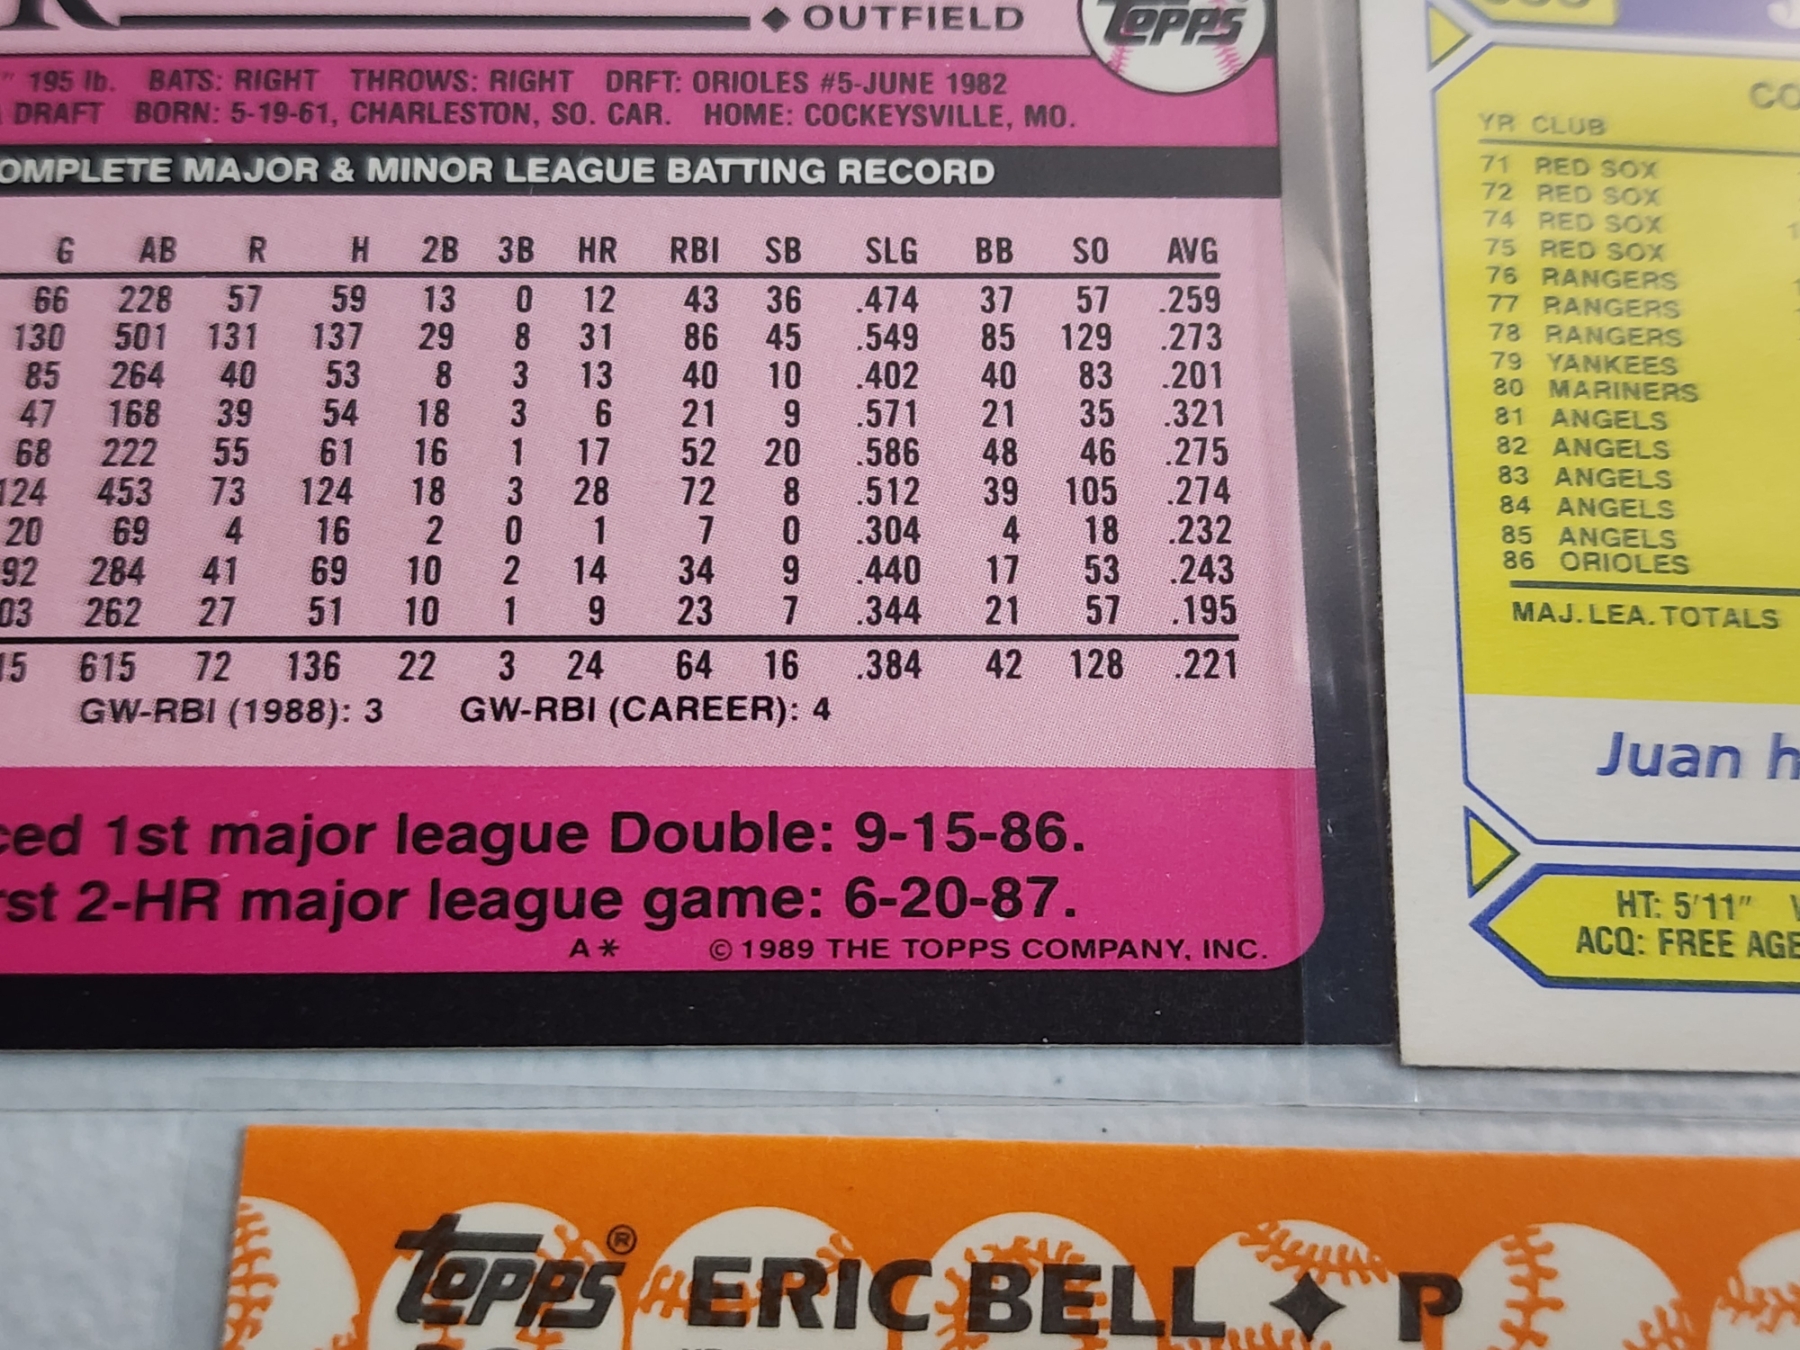 OUTFIELD
TOPPS
195 lb. BATS: RIGHT THROWS: RIGHT DRFT: ORIOLES #5-JUNE 1982
DRAFT BORN: 5-19-61, CHARLESTON, SO. CAR. HOME: COCKEYSVILLE, MO.
OMPLETE MAJOR & MINOR LEAGUE BATTING RECORD
G AB R H 2B 3B HR RBI SB SLG BB SO AVG
66 228 57 59 13 0 12 43 36 .474 37 57 .259
130 501 131 137 29 8 31 86 45 .549 85 129 .273
85 264 40 53 8 3 13 40 10 .402 40 83 .201
47 168 39 54 18 3 6 21 9 .571 21 35 .321
68 222 55 61 16 1 17 52 20 .586 48 46 .275
124 453 73 124 18 3 28 72 8 .512 39 105 .274
20 69 4 16 2 0 1 7 0 .304 4 18 .232
92 284 41 69 10 2 14 34 9 .440 17 53 .243
03 262 27 51 10 1 9 23 7 .344 21 57 .195
15 615 72 136 22 3 24 64 16 .384 42 128 .221
GW-RBI (1988): 3 GW-RBI (CAREER): 4
ced 1st major league Double: 9-15-86.
rst 2-HR major league game: 6-20-87.
A* © 1989 THE TOPPS COMPANY, INC.
CO
YR CLUB
71 RED SOX
72 RED SOX
74 RED SOX
75 RED SOX
76 RANGERS
77 RANGERS
78 RANGERS
79 YANKEES
80 MARINERS
81 ANGELS
82 ANGELS
83 ANGELS
84 ANGELS
85 ANGELS
86 ORIOLES
MAJ. LEA. TOTALS
Juan h
HT: 5'11"
ACQ: FREE AGE
TOPPS® ERIC BELL ◆ P